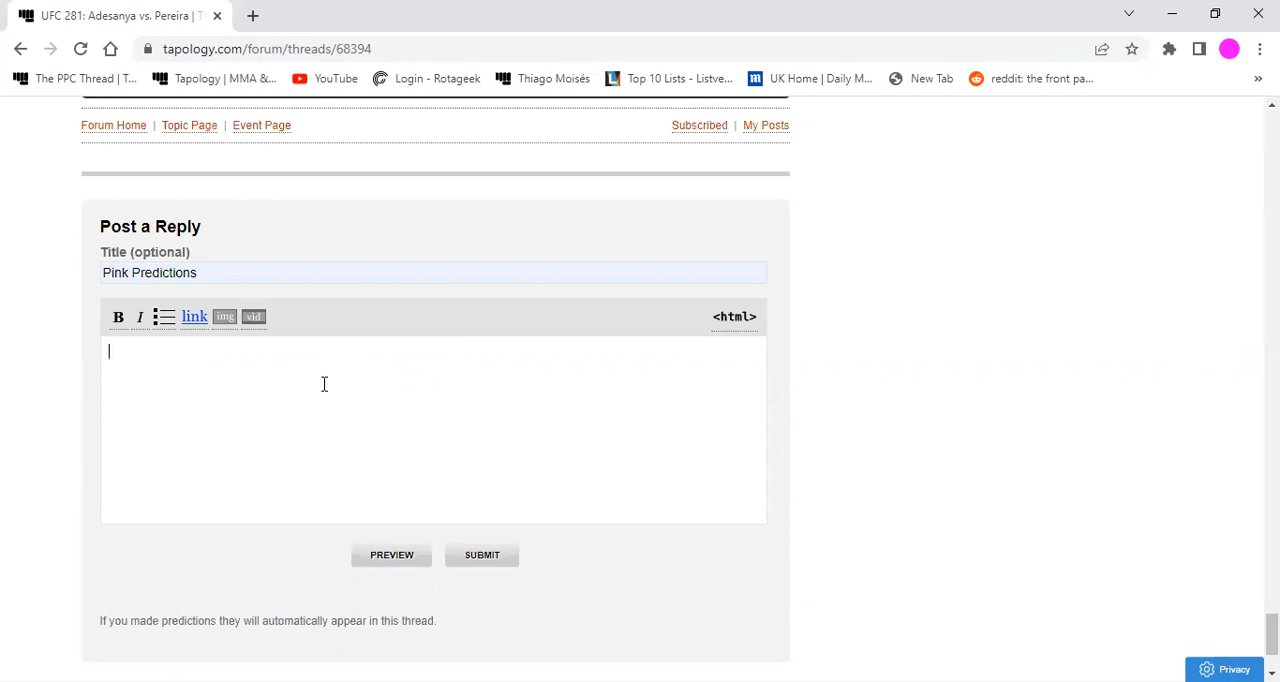 UFC 281: Adesanya vs. Pereira | T
tapology.com/forum/threads/68394
The PPC Thread | T... Tapology | MMA &... YouTube Login - Rotageek Thiago Moisés Top 10 Lists - Listve... UK Home | Daily M... New Tab reddit: the front pa... »
Forum Home | Topic Page | Event Page Subscribed | My Posts
Post a Reply
Title (optional)
Pink Predictions
B I link img vid <html>
PREVIEW SUBMIT
If you made predictions they will automatically appear in this thread.
Privacy